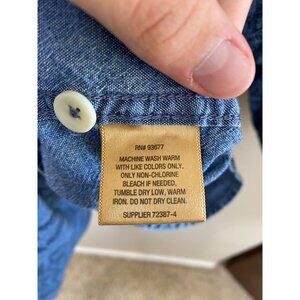 RN# 93677
MACHINE WASH WARM
WITH LIKE COLORS ONLY,
ONLY NON-CHLORINE
BLEACH IF NEEDED,
TUMBLE DRY LOW, WARM
IRON. DO NOT DRY CLEAN.
SUPPLIER 72387-4